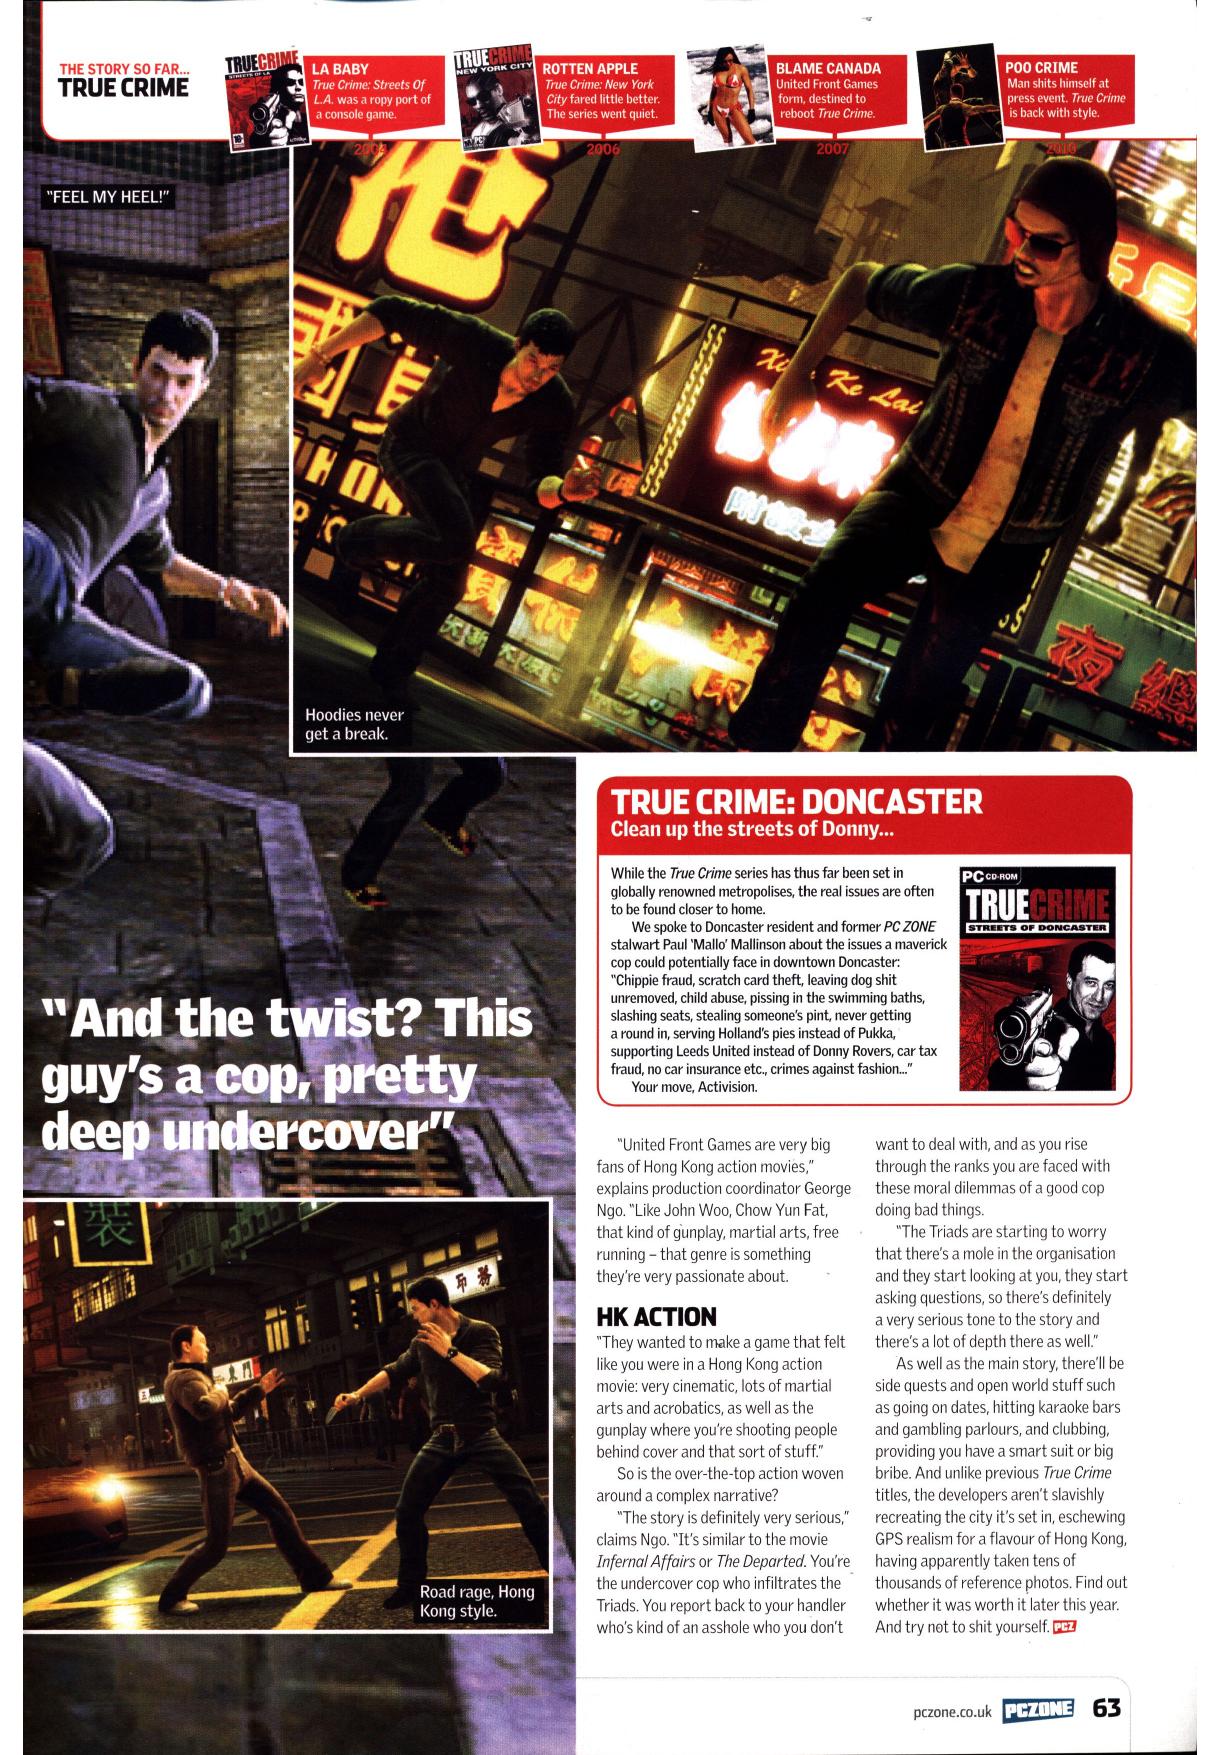 THE STORY SO FAR...
TRUE CRIME
TRUE CRIME
STREETS OF LA
LA BABY
True Crime: Streets Of
L.A. was a ropy port of
a console game.
TRUE CRIME
NEW YORK CITY
ROTTEN APPLE
True Crime: New York
City fared little better.
The series went quiet.
2006
BLAME CANADA
United Front Games
form, destined to
reboot True Crime.
2007
POO CRIME
Man shits himself at
press event. True Crime
is back with style.
2010
"FEEL MY HEEL!"
Ke Lai
夜
Hoodies never
get a break.
TRUE CRIME: DONCASTER
Clean up the streets of Donny...
While the True Crime series has thus far been set in
globally renowned metropolises, the real issues are often
to be found closer to home.
We spoke to Doncaster resident and former PC ZONE
stalwart Paul 'Mallo' Mallinson about the issues a maverick
cop could potentially face in downtown Doncaster:
"Chippie fraud, scratch card theft, leaving dog shit
unremoved, child abuse, pissing in the swimming baths,
slashing seats, stealing someone's pint, never getting
a round in, serving Holland's pies instead of Pukka,
supporting Leeds United instead of Donny Rovers, car tax
fraud, no car insurance etc., crimes against fashion..."
Your move, Activision.
PC CD-ROM
TRUE CRIME
STREETS OF DONCASTER
"And the twist? This
guy's a cop, pretty
deep undercover"
裝
印務
Road rage, Hong
Kong style.
"United Front Games are very big
fans of Hong Kong action movies,"
explains production coordinator George
Ngo. "Like John Woo, Chow Yun Fat,
that kind of gunplay, martial arts, free
running – that genre is something
they're very passionate about.
HK ACTION
"They wanted to make a game that felt
like you were in a Hong Kong action
movie: very cinematic, lots of martial
arts and acrobatics, as well as the
gunplay where you're shooting people
behind cover and that sort of stuff."
So is the over-the-top action woven
around a complex narrative?
"The story is definitely very serious,"
claims Ngo. "It's similar to the movie
Infernal Affairs or The Departed. You're
the undercover cop who infiltrates the
Triads. You report back to your handler
who's kind of an asshole who you don't
want to deal with, and as you rise
through the ranks you are faced with
these moral dilemmas of a good cop
doing bad things.
"The Triads are starting to worry
that there's a mole in the organisation
and they start looking at you, they start
asking questions, so there's definitely
a very serious tone to the story and
there's a lot of depth there as well."
As well as the main story, there'll be
side quests and open world stuff such
as going on dates, hitting karaoke bars
and gambling parlours, and clubbing,
providing you have a smart suit or big
bribe. And unlike previous True Crime
titles, the developers aren't slavishly
recreating the city it's set in, eschewing
GPS realism for a flavour of Hong Kong,
having apparently taken tens of
thousands of reference photos. Find out
whether it was worth it later this year.
And try not to shit yourself. PCZ
pczone.co.uk PCZONE 63